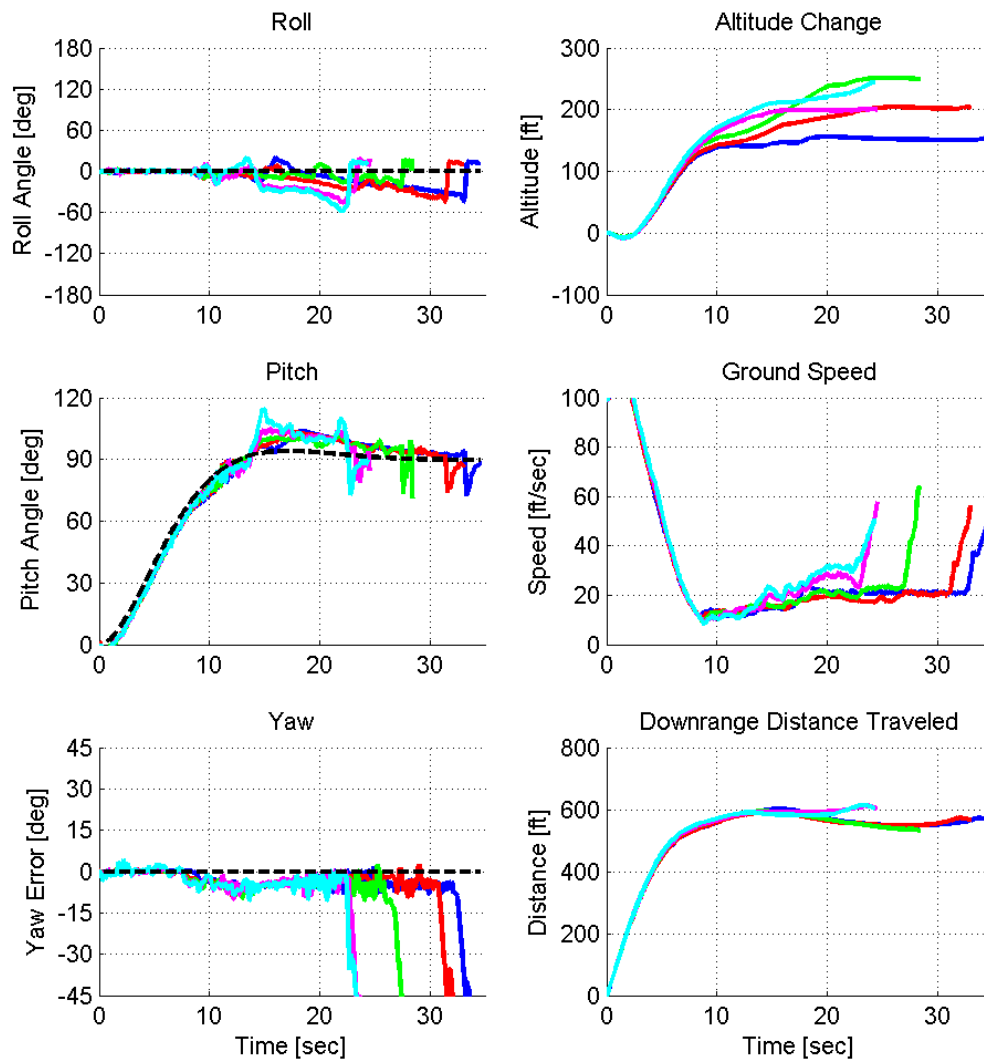 Roll
Roll Angle [deg]
180
120
60
0
-60
-120
-180
0 10 20 30
Altitude Change
Altitude [ft]
300
200
100
0
-100
0 10 20 30
Pitch
Pitch Angle [deg]
120
90
60
30
0
0 10 20 30
Ground Speed
Speed [ft/sec]
100
80
60
40
20
0
0 10 20 30
Yaw
Yaw Error [deg]
45
30
15
0
-15
-30
-45
0 10 20 30
Time [sec]
Downrange Distance Traveled
Distance [ft]
800
600
400
200
0
0 10 20 30
Time [sec]